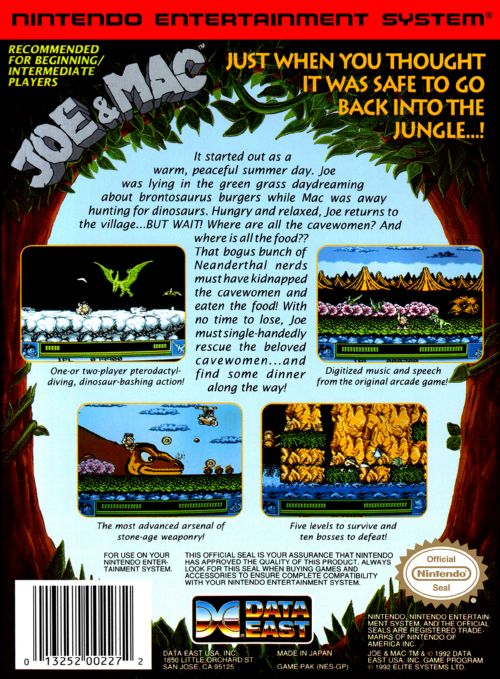 NINTENDO ENTERTAINMENT SYSTEM®
RECOMMENDED
FOR BEGINNING/
INTERMEDIATE
PLAYERS
JOE & MAC™
JUST WHEN YOU THOUGHT
IT WAS SAFE TO GO
BACK INTO THE
JUNGLE...!
It started out as a
warm, peaceful summer day. Joe
was lying in the green grass daydreaming
about brontosaurus burgers while Mac was away
hunting for dinosaurs. Hungry and relaxed, Joe returns to
the village...BUT WAIT! Where are all the cavewomen? And
where is all the food??
That bogus bunch of
Neanderthal nerds
must have kidnapped
the cavewomen and
eaten the food! With
no time to lose, Joe
must single-handedly
rescue the beloved
cavewomen...and
find some dinner
along the way!
One-or two-player pterodactyl-
diving, dinosaur-bashing action!
Digitized music and speech
from the original arcade game!
The most advanced arsenal of
stone-age weaponry!
Five levels to survive and
ten bosses to defeat!
FOR USE ON YOUR
NINTENDO ENTER-
TAINMENT SYSTEM.
THIS OFFICIAL SEAL IS YOUR ASSURANCE THAT NINTENDO
HAS APPROVED THE QUALITY OF THIS PRODUCT. ALWAYS
LOOK FOR THIS SEAL WHEN BUYING GAMES AND
ACCESSORIES TO ENSURE COMPLETE COMPATIBILITY
WITH YOUR NINTENDO ENTERTAINMENT SYSTEM.
Official
Nintendo
Seal
0 13252 00227 2
DATA
EAST
DATA EAST USA, INC.
1850 LITTLE ORCHARD ST.
SAN JOSE, CA 95125
MADE IN JAPAN
GAME PAK (NES-GP)
NINTENDO, NINTENDO ENTERTAIN-
MENT SYSTEM, AND THE OFFICIAL
SEALS ARE REGISTERED TRADE-
MARKS OF NINTENDO OF
AMERICA INC.
JOE & MAC TM & © 1992 DATA
EAST USA, INC. GAME PROGRAM
© 1992 ELITE SYSTEMS LTD.